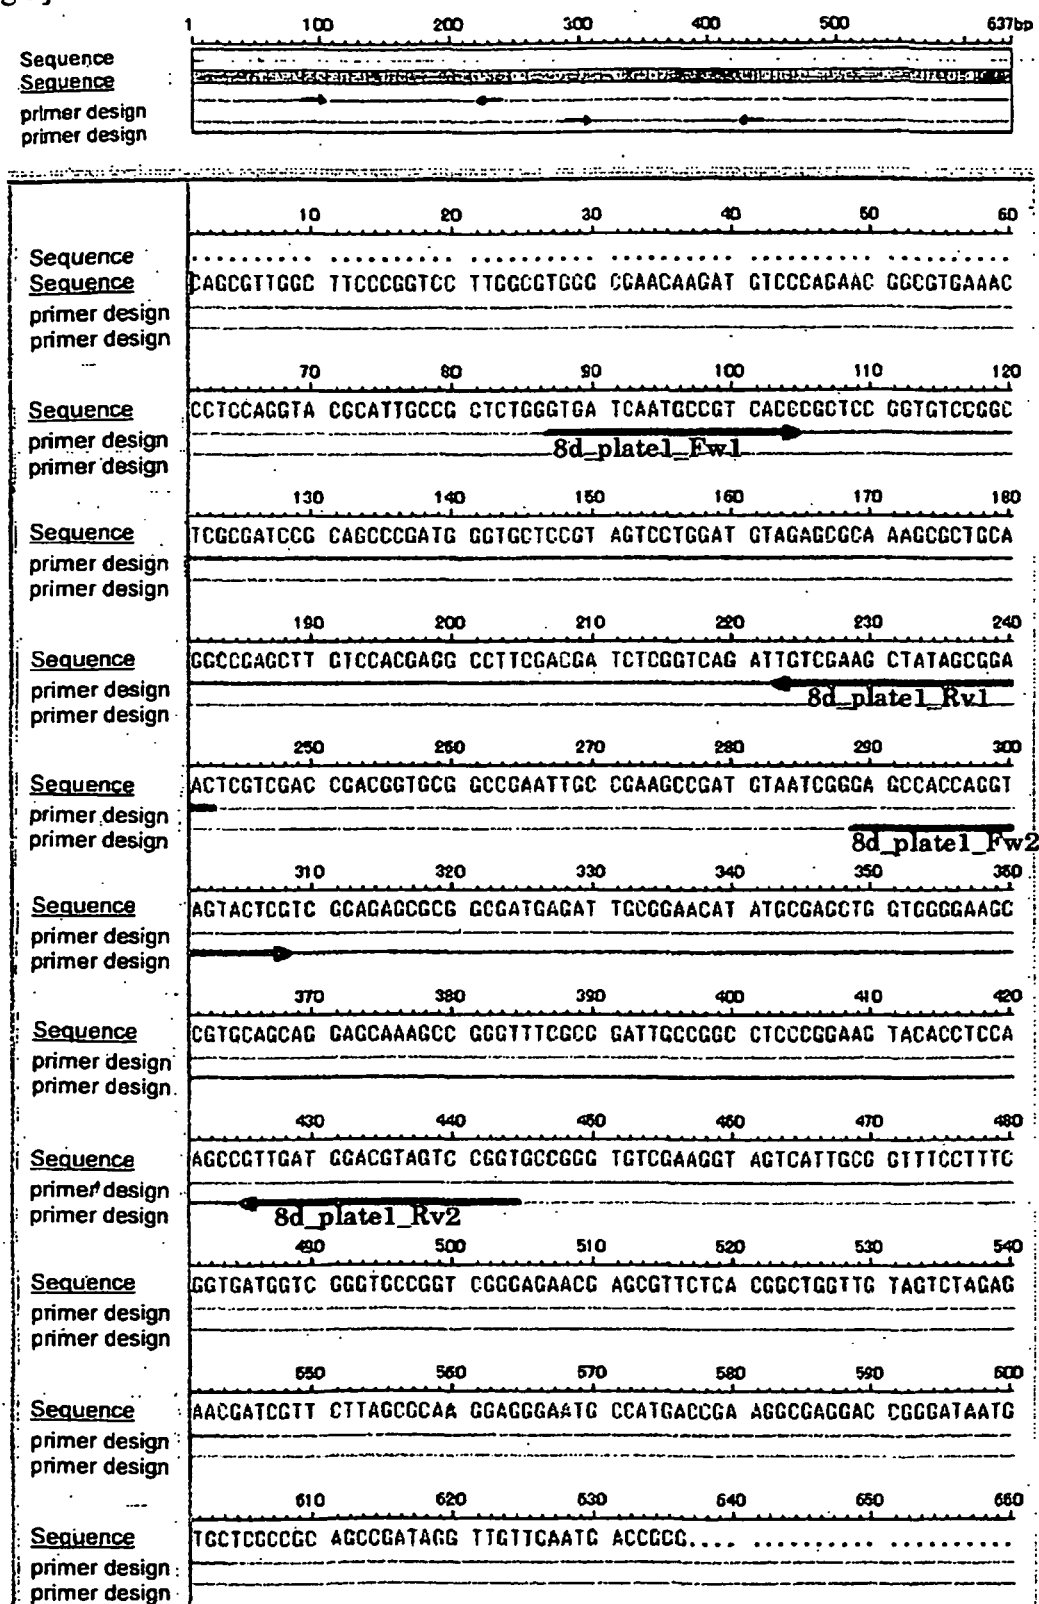 1 100 200 300 400 500 637bp
Sequence
Sequence
primer design
primer design
10 20 30 40 50 60
Sequence ............................................................
Sequence CAGCGTTGGC TTCCCGGTCC TTGGCGTGGG CGAACAAGAT GTCCCAGAAC GGCGTGAAAC
primer design
primer design
70 80 90 100 110 120
Sequence CCTCCAGGTA CGCATTGCCG CTCTGGGTGA TCAATGCCGT CACCCGCTCC GGTGTCCGGC
primer design
8d_plate1_Fw1
primer design
130 140 150 160 170 180
Sequence TCGCGATCCG CAGCCCGATG GGTGCTCCGT AGTCCTGGAT GTAGAGCGCA AAGCGCTGCA
primer design
primer design
190 200 210 220 230 240
Sequence GGCCGAGCTT GTCCACGAGG CCTTCGACGA TCTCGGTCAG ATTGTCGAAG CTATAGCGGA
primer design
8d_plate1_Rv1
primer design
250 260 270 280 290 300
Sequence ACTCGTCGAC CGACGGTGCG GCCGAATTGC CGAAGCCGAT GTAATCGGGA GCCACCAGGT
primer design
primer design
8d_plate1_Fw2
310 320 330 340 350 360
Sequence AGTACTCGTC GGAGAGCGCG GCGATGAGAT TGCGGAACAT ATGCGAGCTG GTGGGGAAGC
primer design
primer design
370 380 390 400 410 420
Sequence CGTGCAGCAG GAGCAAAGCC GGGTTTCGCC GATTGCCGGC CTCCCGGAAG TACACCTCCA
primer design
primer design
430 440 450 460 470 480
Sequence AGCCGTTGAT GGACGTAGTC CGGTGCCGGG TGTCGAAGGT AGTCATTGCG GTTTCCTTTC
primer design
primer design
8d_plate1_Rv2
490 500 510 520 530 540
Sequence GGTGATGGTC GGGTGCCGGT CGGGAGAACG AGCGTTCTCA CGGCTGGTTG TAGTCTAGAG
primer design
primer design
550 560 570 580 590 600
Sequence AACGATCGTT CTTAGCGCAA GGAGGGAATG CCATGACCGA AGGCGAGGAC CGGGATAATG
primer design
primer design
610 620 630 640 650 660
Sequence TGCTCGCCGC AGCCGATAGG TTGTTCAATG ACCGCG.... .......... ..........
primer design
primer design